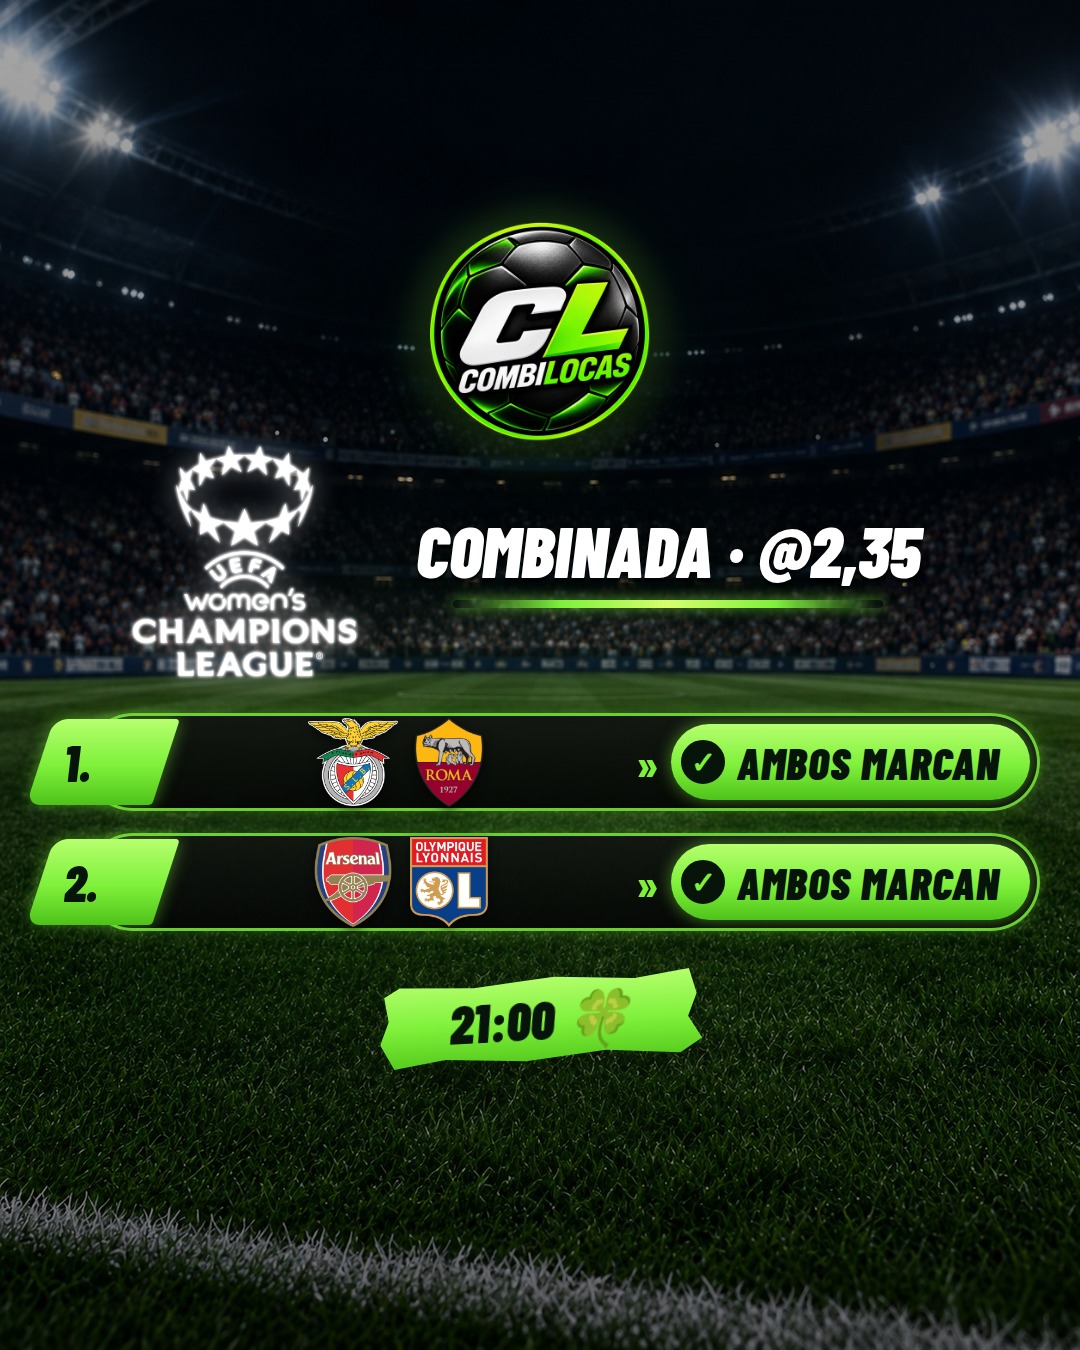 CL
COMBILOCAS
UEFA
women's
CHAMPIONS
LEAGUE®
COMBINADA · @2,35
1.
ROMA
1927
» ✓ AMBOS MARCAN
2.
Arsenal
OLYMPIQUE
LYONNAIS
OL
» ✓ AMBOS MARCAN
21:00 🍀